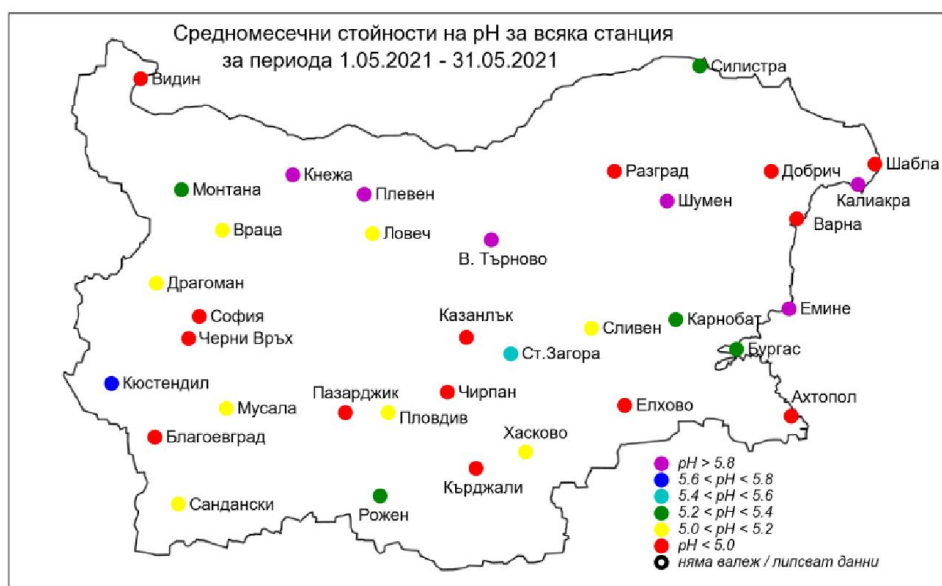 Средномесечни стойности на pH за всяка станция
за периода 1.05.2021 - 31.05.2021
Силистра
Видин
Шабла
Кнежа
Разград
Добрич
Монтана
Плевен
Калиакра
Шумен
Варна
Враца
Ловеч
В. Търново
Драгоман
Емине
София
Казанлък
Карнобат
Сливен
Черни Връх
Ст.Загора
Бургас
Кюстендил
Пазарджик
Чирпан
Ахтопол
Мусала
Пловдив
Елхово
Благоевград
Хасково
Кърджали
Сандански
Рожен
pH > 5.8
5.6 < pH < 5.8
5.4 < pH < 5.6
5.2 < pH < 5.4
5.0 < pH < 5.2
pH < 5.0
няма валеж / липсват данни